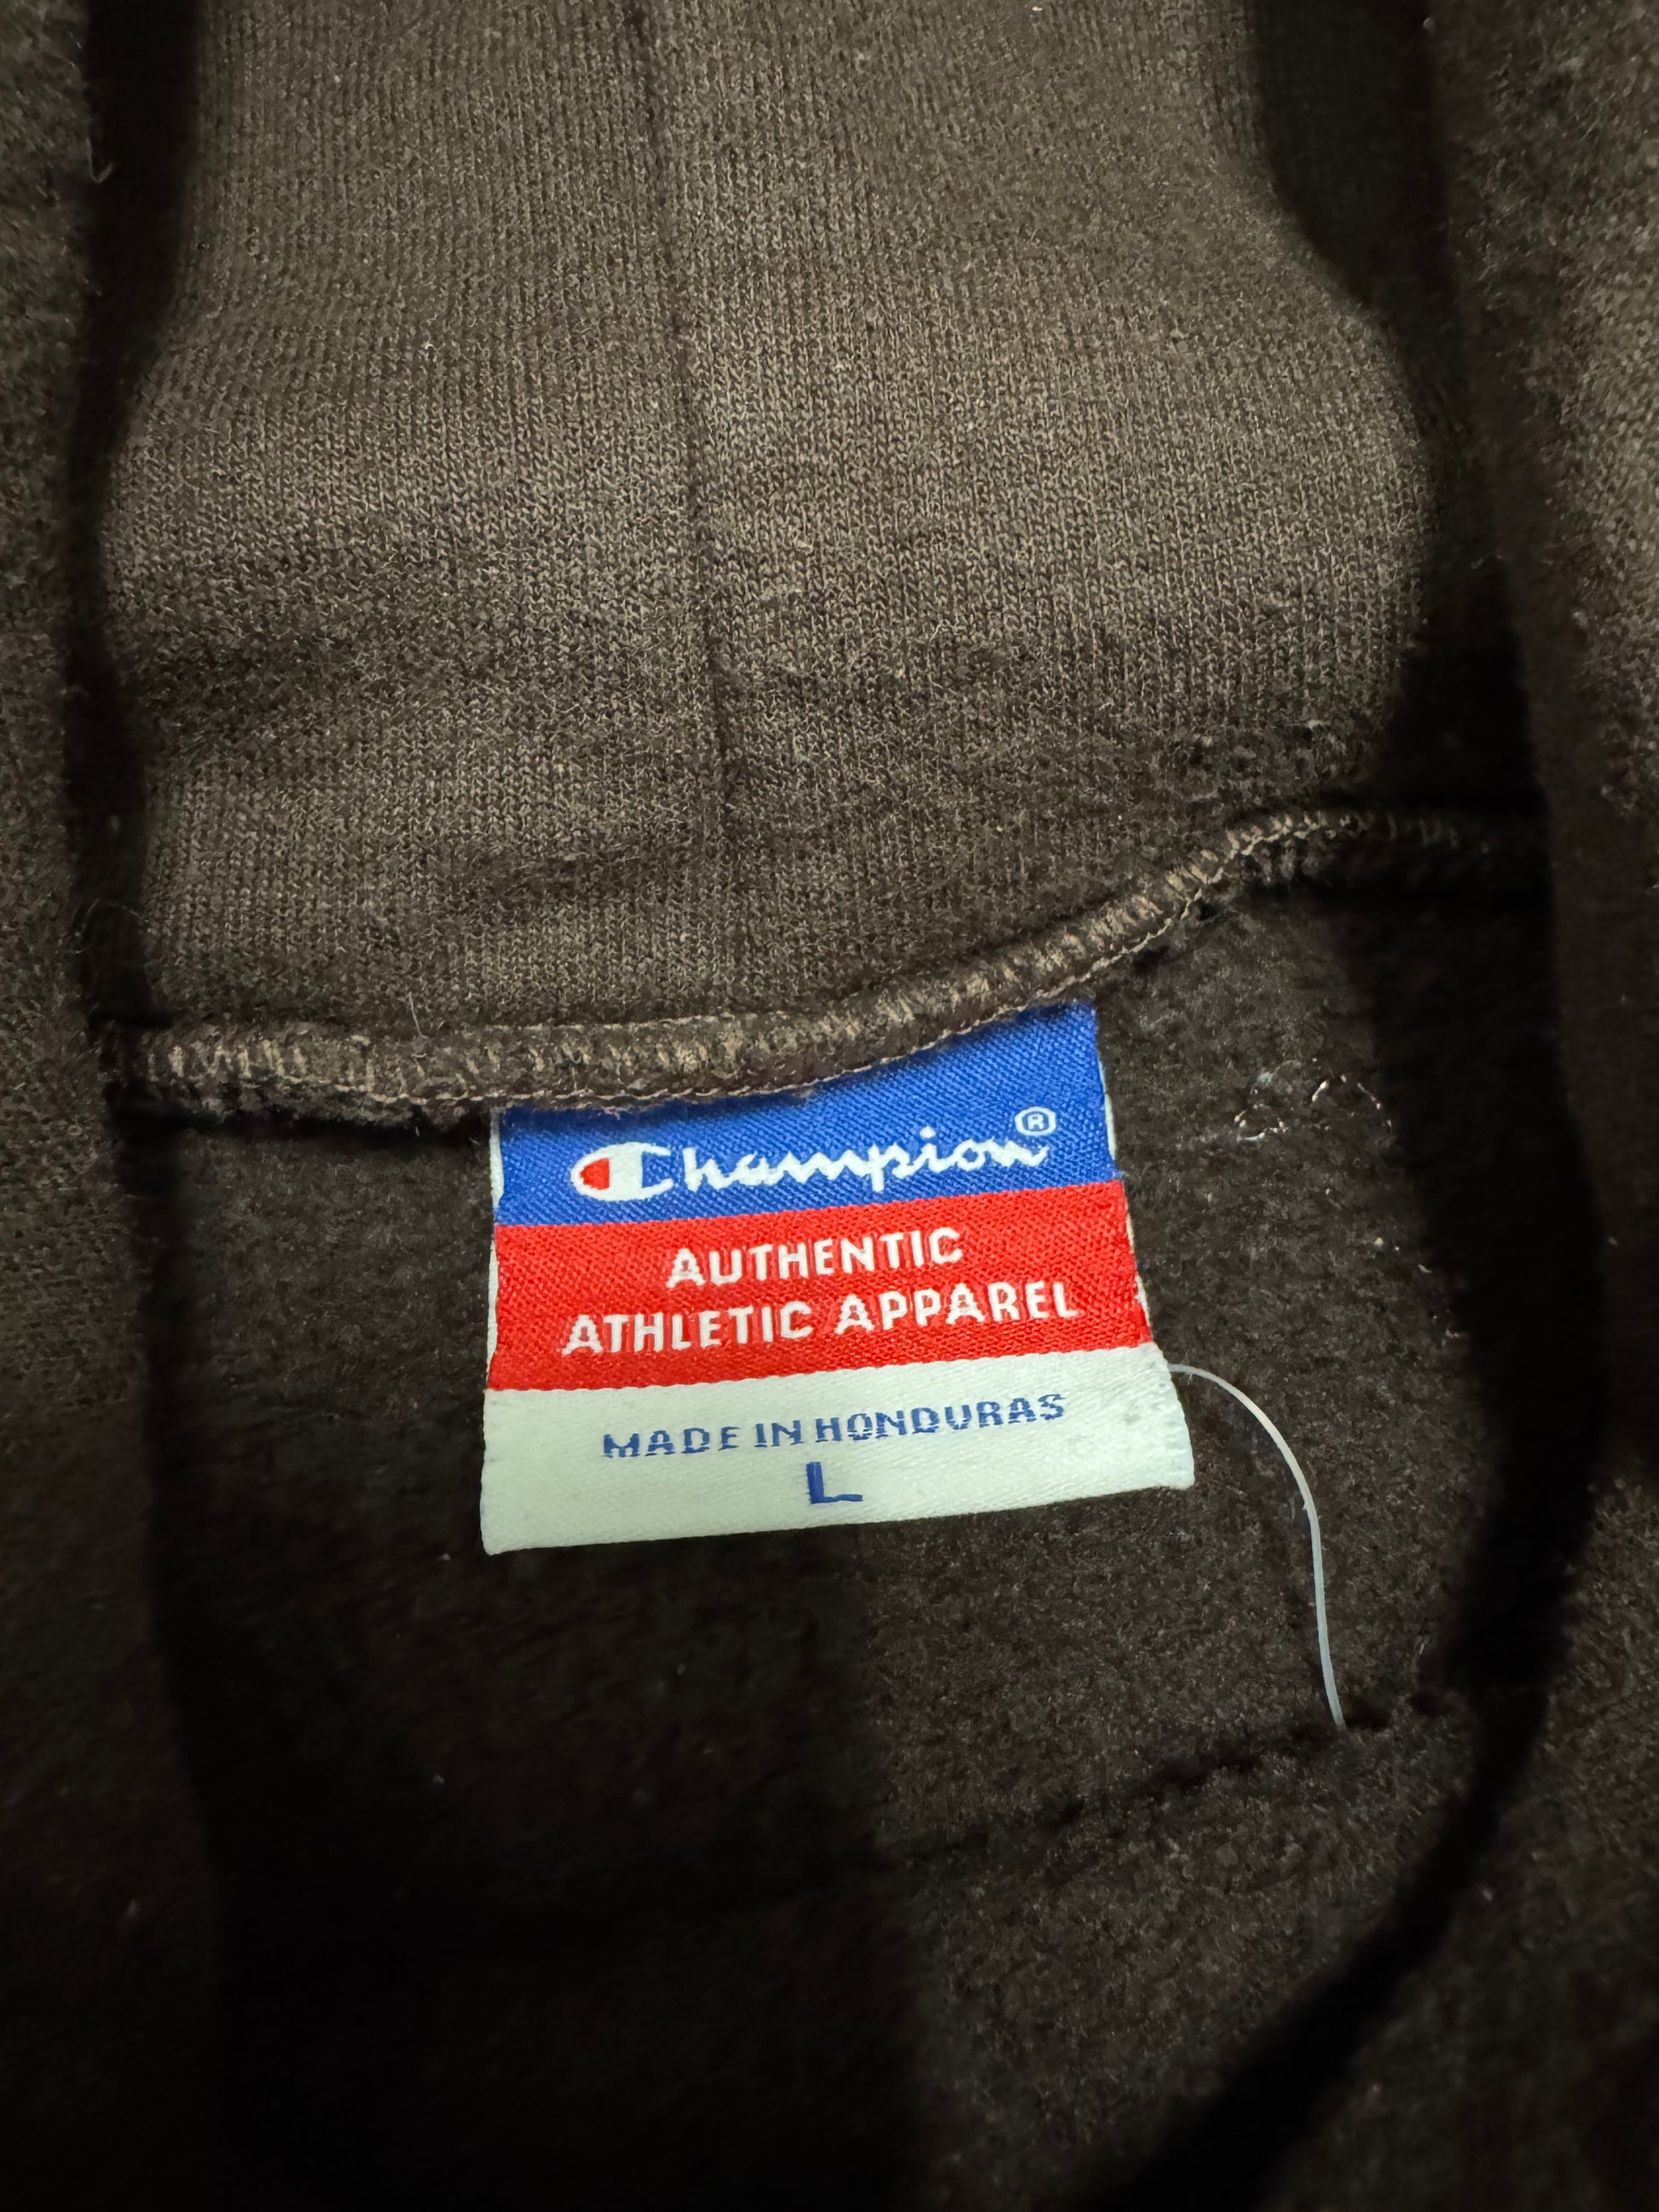 Champion®
AUTHENTIC
ATHLETIC APPAREL
MADE IN HONDURAS
L